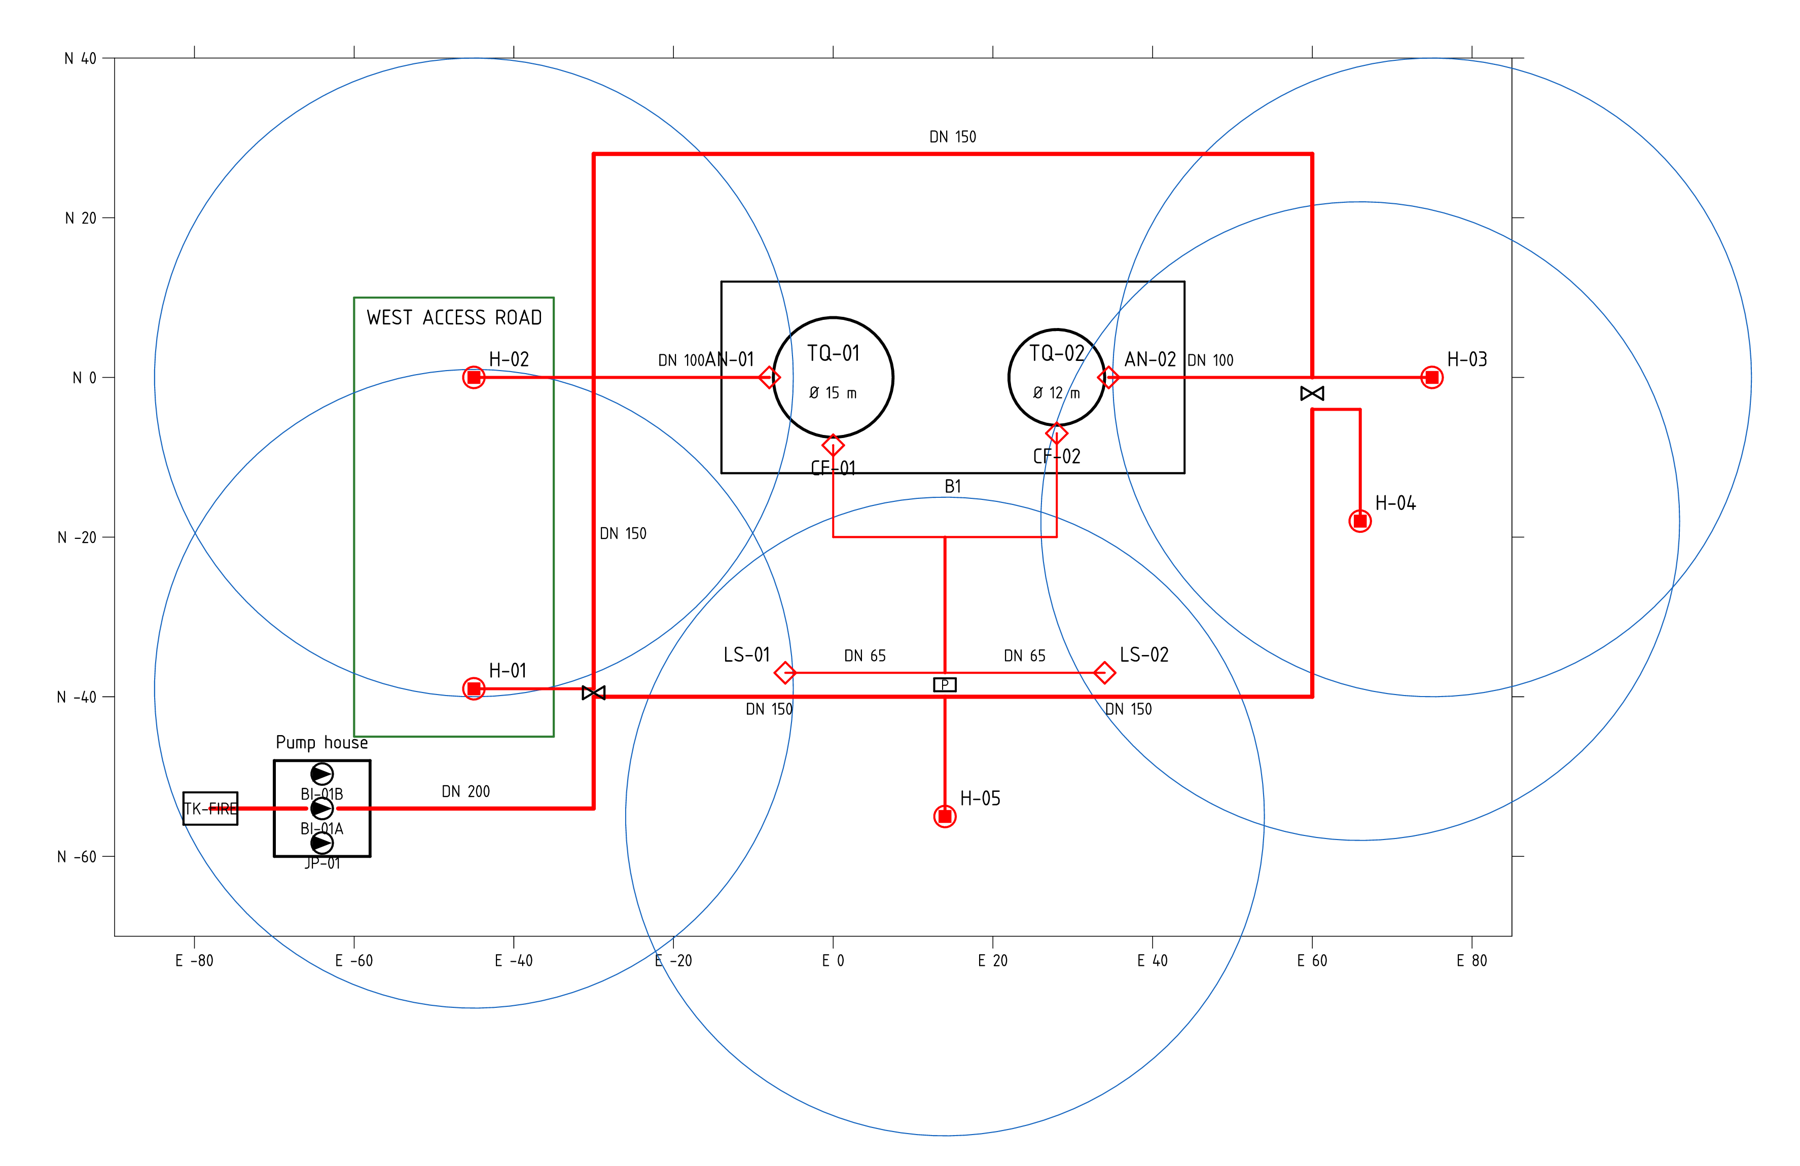 N 40
DN 150
N 20
WEST ACCESS ROAD
H-02
DN 100
AN-01
TQ-01
TQ-02
AN-02
DN 100
H-03
N 0
Ø 15 m
Ø 12 m
CF-01
CF-02
B1
H-04
N -20
DN 150
LS-01
DN 65
DN 65
LS-02
H-01
P
N -40
DN 150
DN 150
Pump house
BI-01B
DN 200
H-05
TK-FIRE
BI-01A
JP-01
N -60
E -80
E -60
E -40
E -20
E 0
E 20
E 40
E 60
E 80